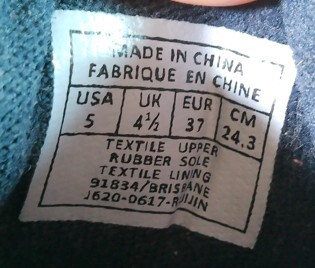 MADE IN CHINA
FABRIQUE EN CHINE
USA UK EUR CM
5 4½ 37 24.3
TEXTILE UPPER
RUBBER SOLE
TEXTILE LINING
91834/BRISBANE
J620-0617-RUIJIN